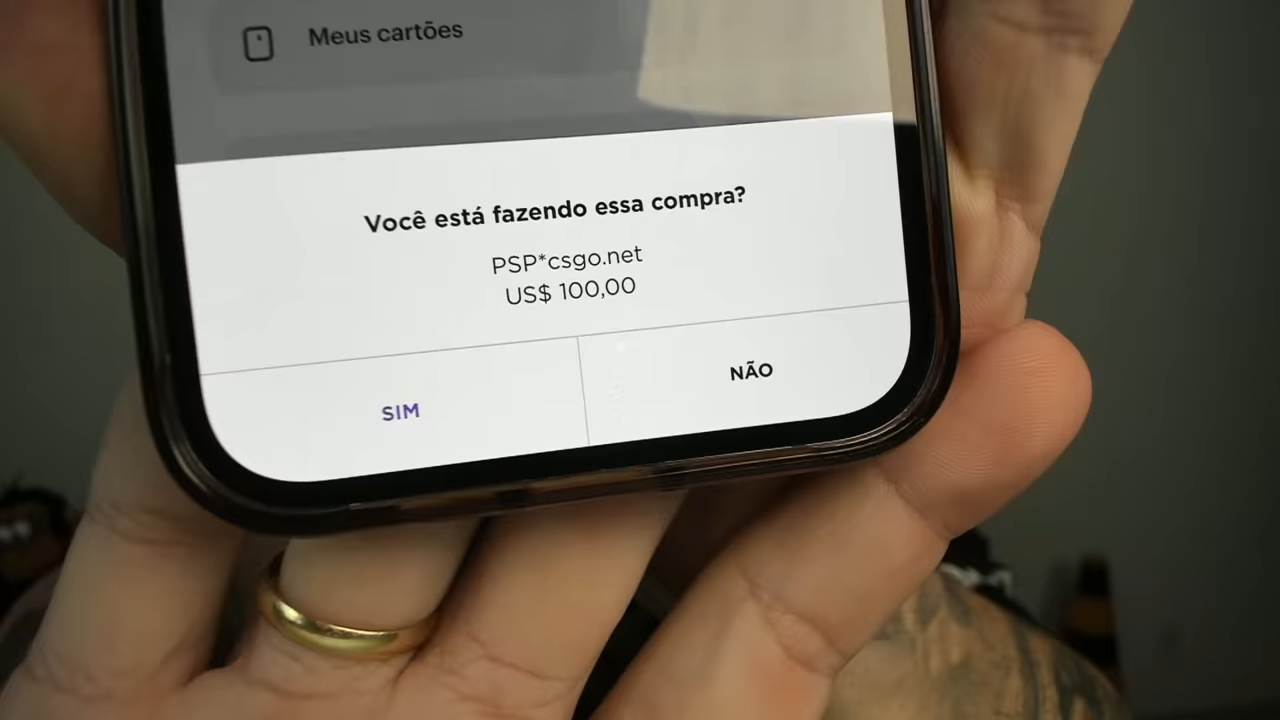 Meus cartões
Você está fazendo essa compra?
PSP*csgo.net
US$ 100,00
SIM
NÃO